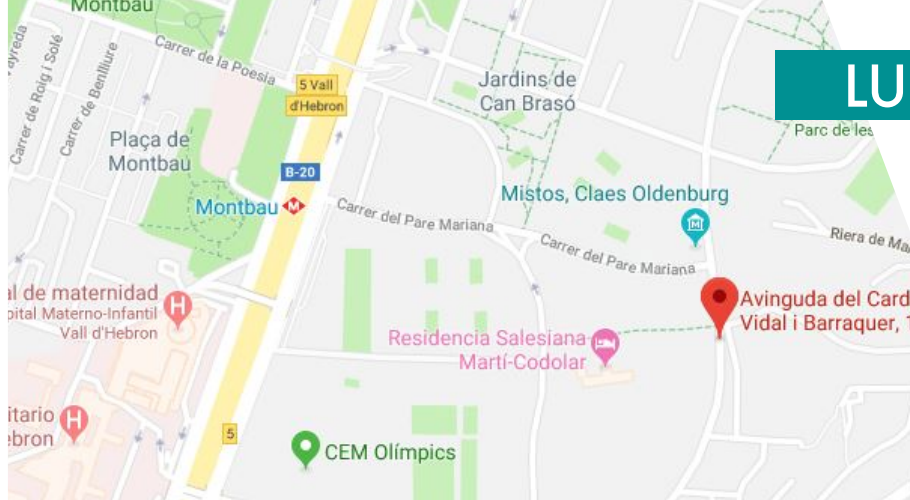 Montbau
Carrer de Roig i Solé
Carrer de Benlliure
Carrer de la Poesia
5 Vall
d'Hebron
Jardins de
Can Brasó
LU
Parc de les
Plaça de
Montbau
B-20
Montbau
Mistos, Claes Oldenburg
Carrer del Pare Mariana
Carrer del Pare Mariana
Riera de Ma
al de maternidad
pital Materno-Infantil
Vall d'Hebron
H
Avinguda del Card
Vidal i Barraquer, 1
Residencia Salesiana
Martí-Codolar
itario
ebron
H
5
CEM Olímpics